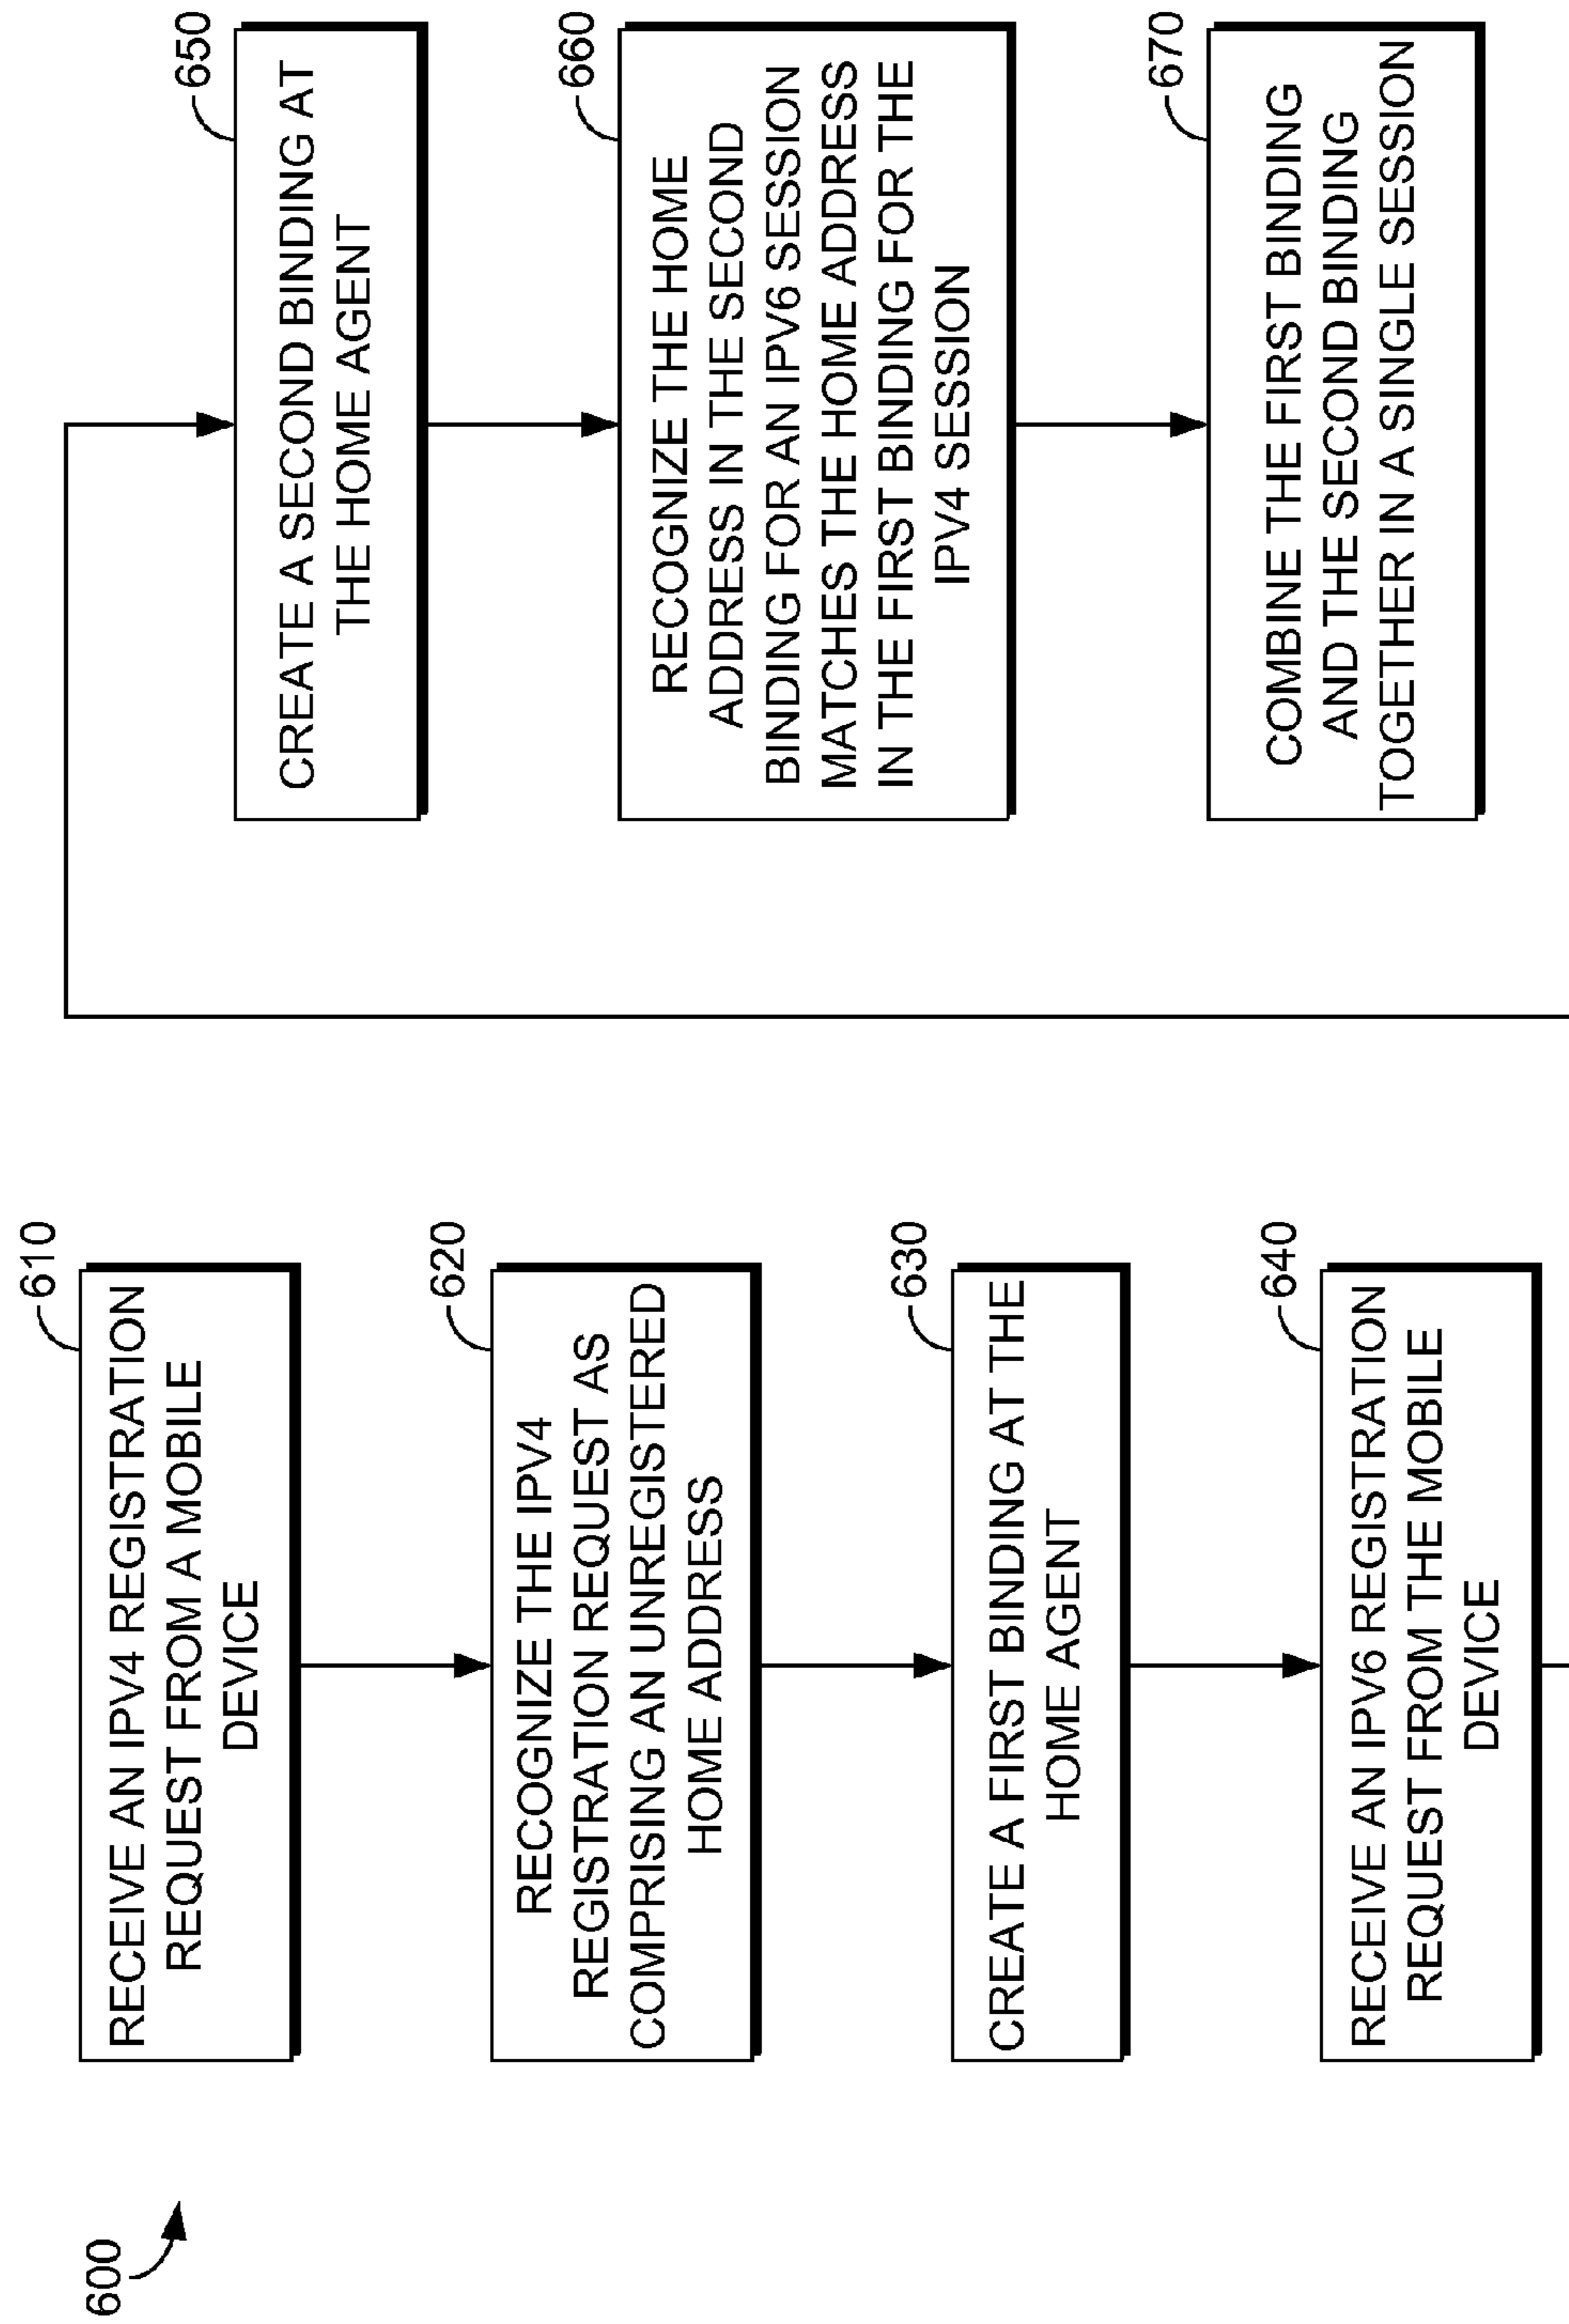 600
610
RECEIVE AN IPV4 REGISTRATION
REQUEST FROM A MOBILE
DEVICE
620
RECOGNIZE THE IPV4
REGISTRATION REQUEST AS
COMPRISING AN UNREGISTERED
HOME ADDRESS
630
CREATE A FIRST BINDING AT THE
HOME AGENT
640
RECEIVE AN IPV6 REGISTRATION
REQUEST FROM THE MOBILE
DEVICE
650
CREATE A SECOND BINDING AT
THE HOME AGENT
660
RECOGNIZE THE HOME
ADDRESS IN THE SECOND
BINDING FOR AN IPV6 SESSION
MATCHES THE HOME ADDRESS
IN THE FIRST BINDING FOR THE
IPV4 SESSION
670
COMBINE THE FIRST BINDING
AND THE SECOND BINDING
TOGETHER IN A SINGLE SESSION